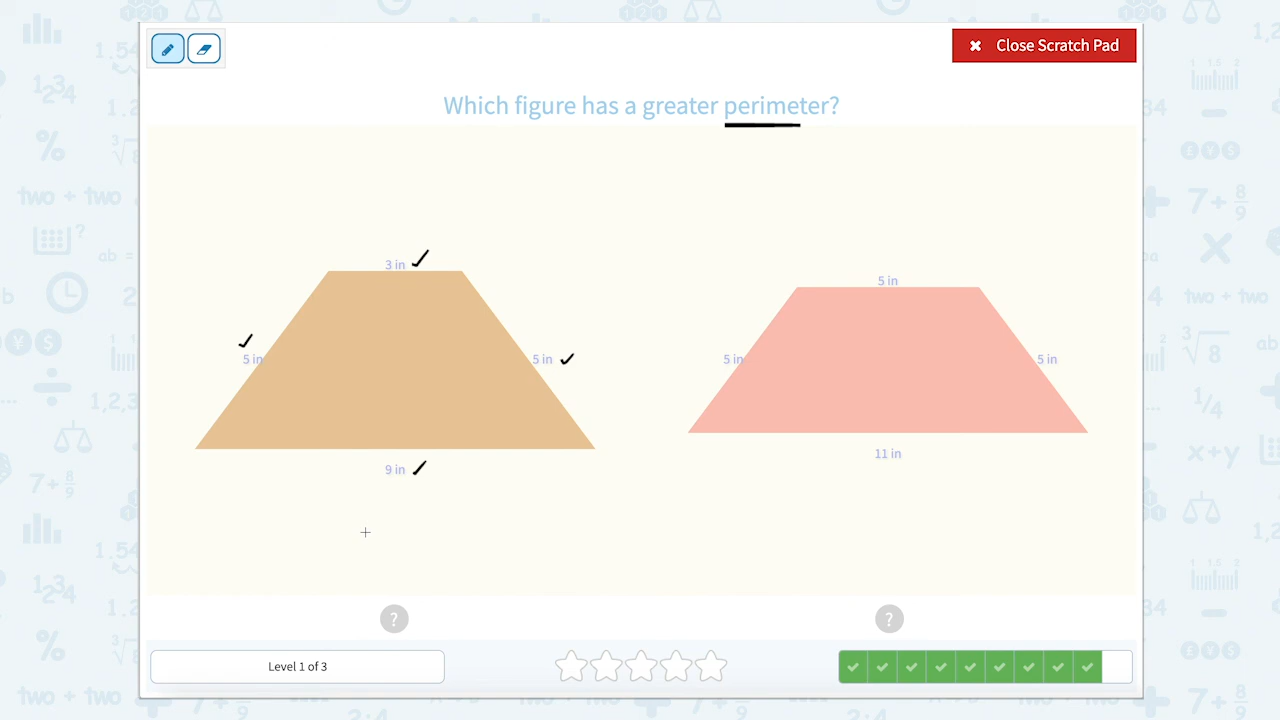 Close Scratch Pad
Which figure has a greater perimeter?
3 in
5 in
5 in
9 in
5 in
5 in
5 in
11 in
?
?
Level 1 of 3